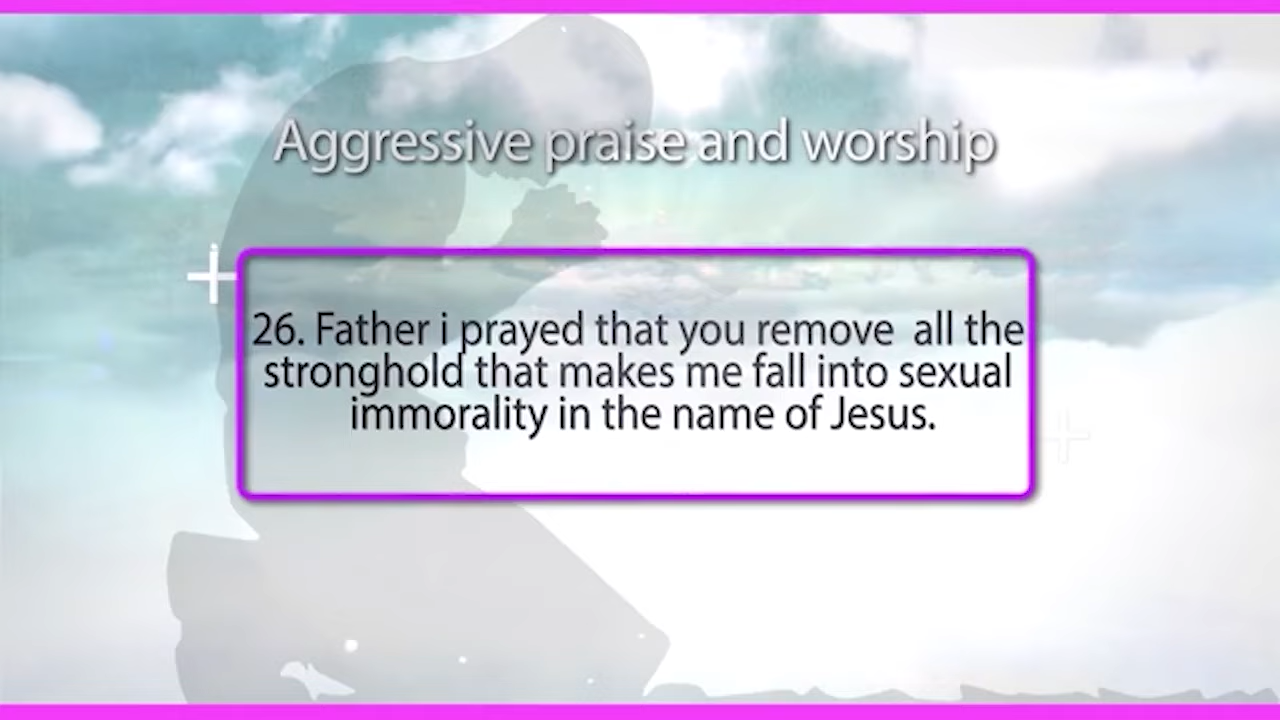 Aggressive praise and worship
26. Father i prayed that you remove  all the
stronghold that makes me fall into sexual
immorality in the name of Jesus.